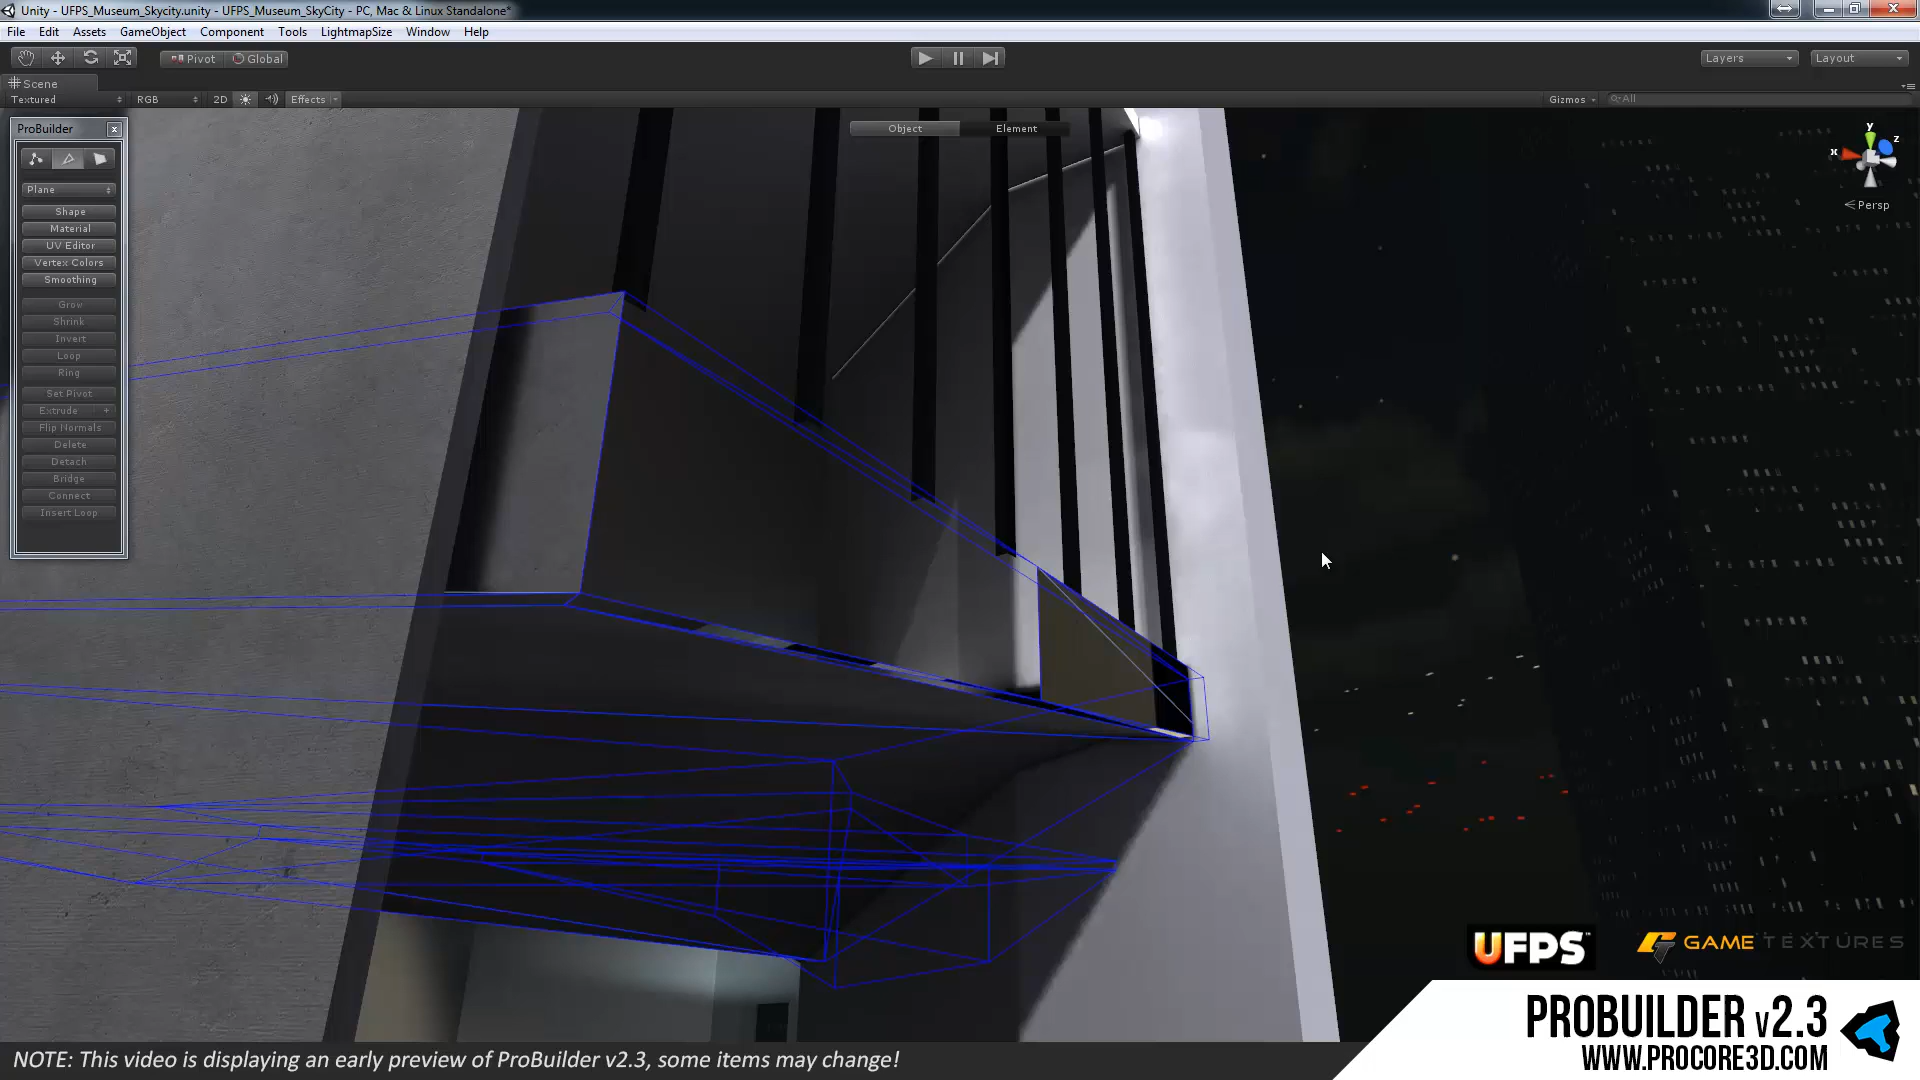 Unity - UFPS_Museum_Skycity.unity - UFPS_Museum_SkyCity - PC, Mac & Linux Standalone*
File Edit Assets GameObject Component Tools LightmapSize Window Help
Pivot Global Layers Layout
Scene
Textured RGB 2D Effects Gizmos All
ProBuilder
Object Element
Plane
Shape
Material
UV Editor
Vertex Colors
Smoothing
Grow
Shrink
Invert
Loop
Ring
Set Pivot
Extrude +
Flip Normals
Delete
Detach
Bridge
Connect
Insert Loop
y
x z
Persp
UFPS™ GAMETEXTURES
PROBUILDER v2.3
WWW.PROCORE3D.COM
NOTE: This video is displaying an early preview of ProBuilder v2.3, some items may change!